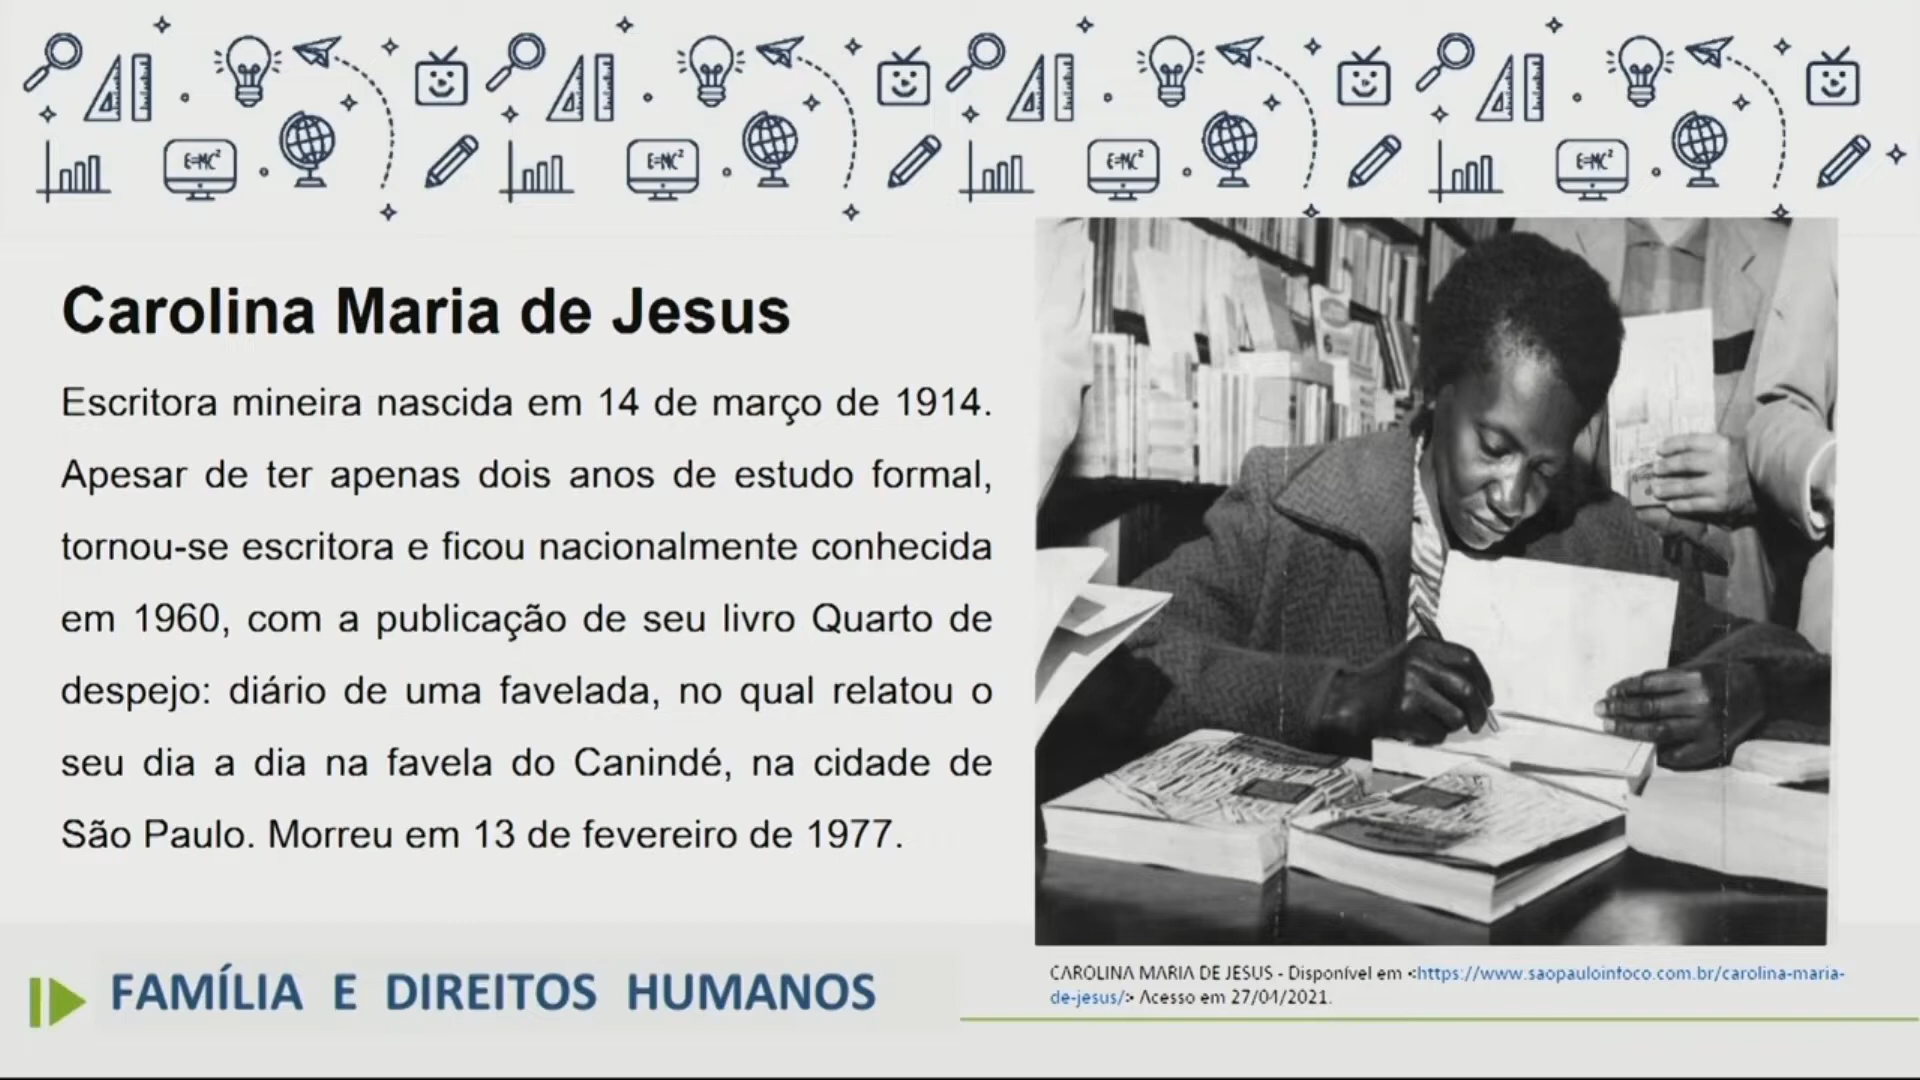 E=MC²
E=MC²
E=MC²
E=MC²
Carolina Maria de Jesus
Escritora mineira nascida em 14 de março de 1914.
Apesar de ter apenas dois anos de estudo formal,
tornou-se escritora e ficou nacionalmente conhecida
em 1960, com a publicação de seu livro Quarto de
despejo: diário de uma favelada, no qual relatou o
seu dia a dia na favela do Canindé, na cidade de
São Paulo. Morreu em 13 de fevereiro de 1977.
FAMÍLIA E DIREITOS HUMANOS
CAROLINA MARIA DE JESUS - Disponível em <https://www.saopauloinfoco.com.br/carolina-maria-
de-jesus/> Acesso em 27/04/2021.